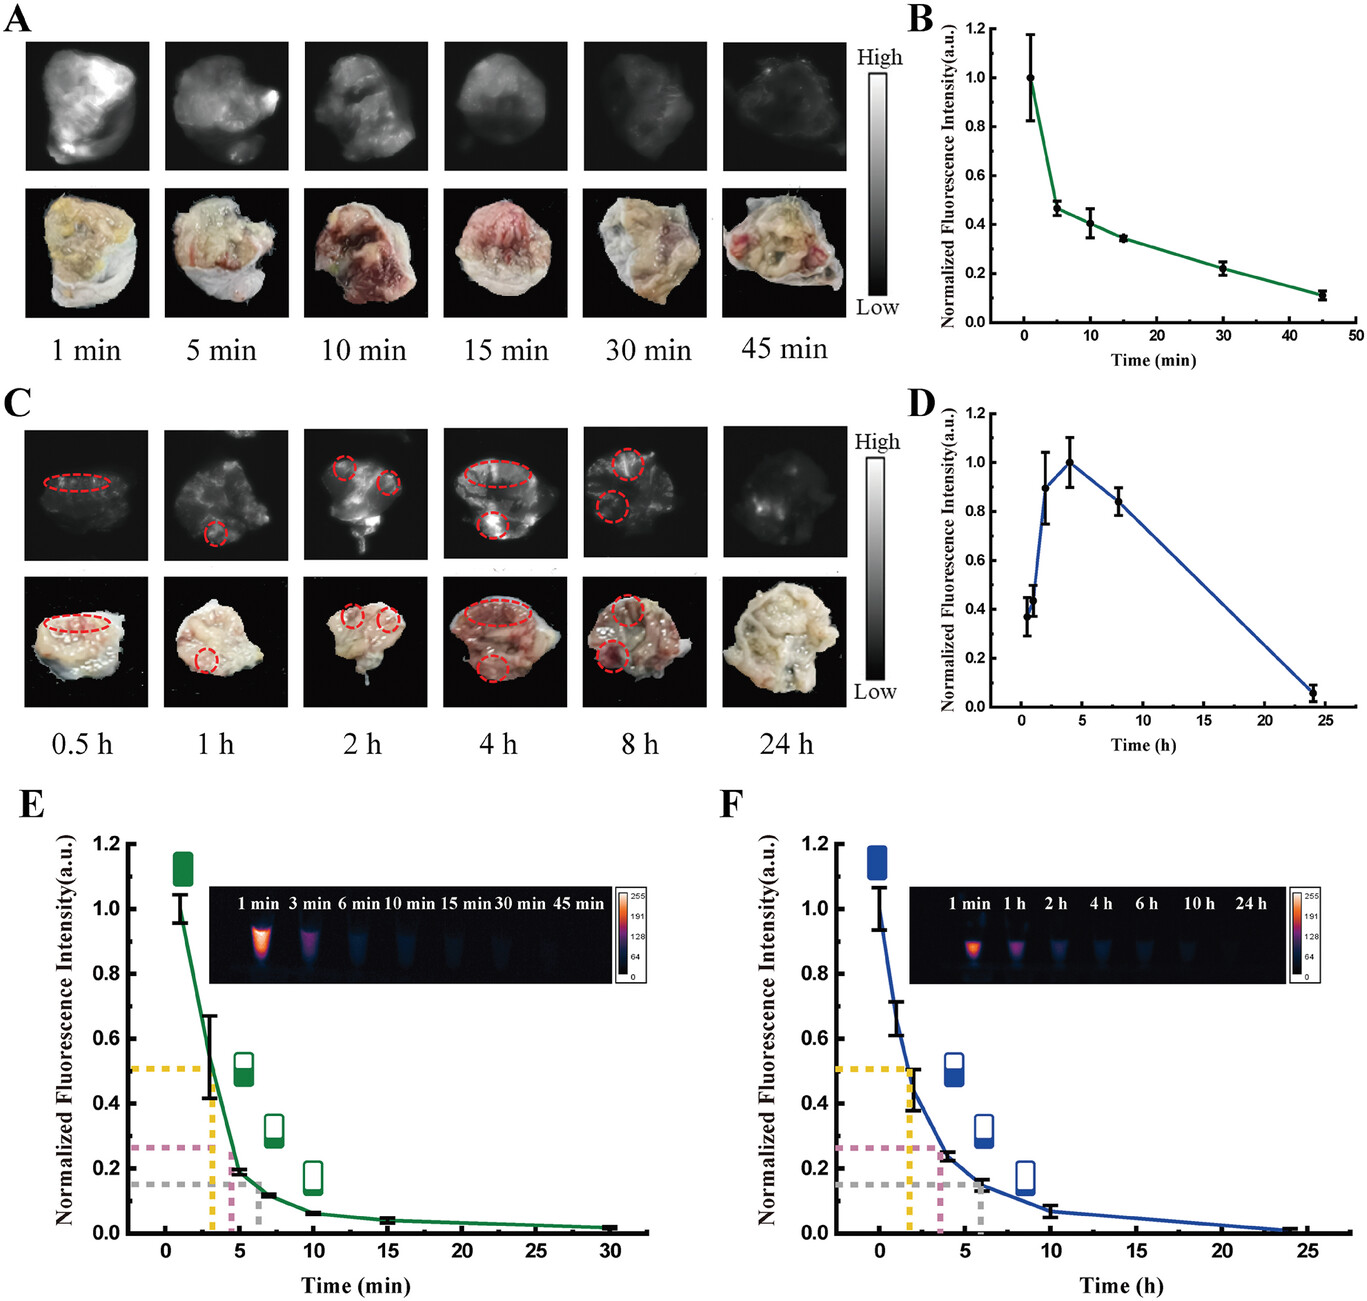 A
High
Low
1 min 5 min 10 min 15 min 30 min 45 min
B
Normalized Fluorescence Intensity(a.u.)
1.2
1.0
0.8
0.6
0.4
0.2
0.0
0 10 20 30 40 50
Time (min)
C
High
Low
0.5 h 1 h 2 h 4 h 8 h 24 h
D
Normalized Fluorescence Intensity(a.u.)
1.2
1.0
0.8
0.6
0.4
0.2
0.0
0 5 10 15 20 25
Time (h)
E
Normalized Fluorescence Intensity(a.u.)
1.2
1.0
0.8
0.6
0.4
0.2
0.0
1 min 3 min 6 min 10 min 15 min 30 min 45 min
255
191
128
64
0
0 5 10 15 20 25 30
Time (min)
F
Normalized Fluorescence Intensity(a.u.)
1.2
1.0
0.8
0.6
0.4
0.2
0.0
1 min 1 h 2 h 4 h 6 h 10 h 24 h
255
191
128
64
0
0 5 10 15 20 25
Time (h)